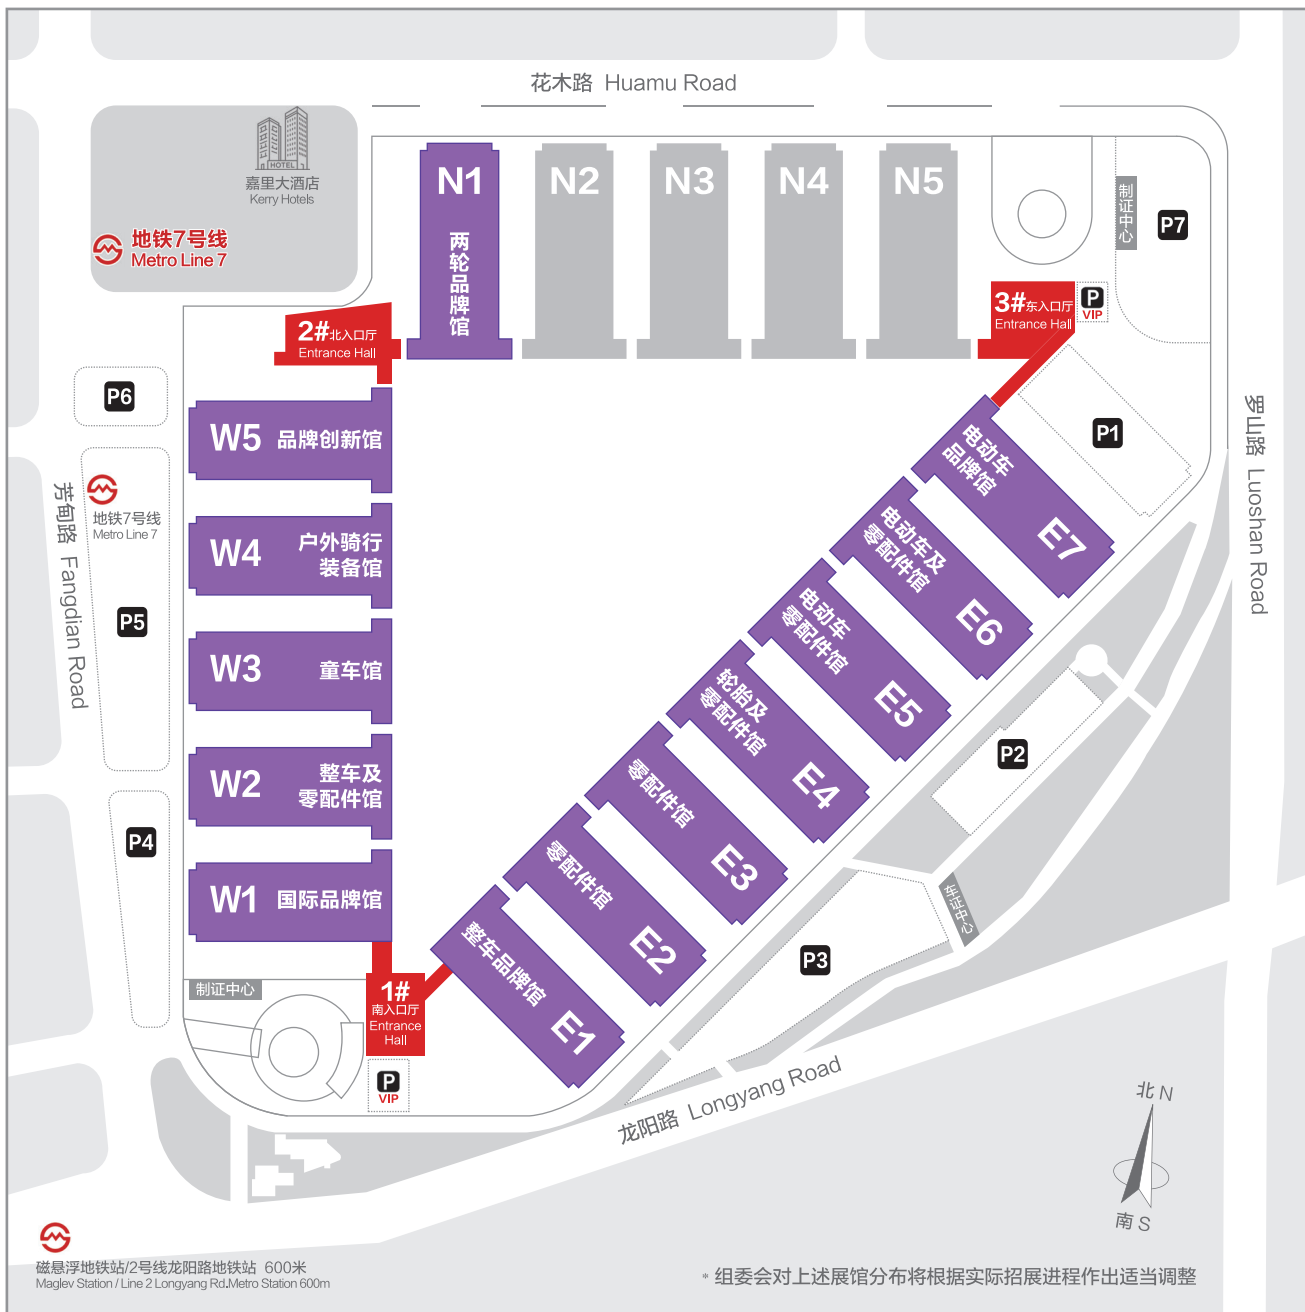 花木路 Huamu Road
HOTEL
嘉里大酒店
Kerry Hotels
地铁7号线
Metro Line 7
N1
两轮品牌馆
N2
N3
N4
N5
制证中心
P7
2#北入口厅
Entrance Hall
3#东入口厅
Entrance Hall
P
VIP
P6
P1
罗山路 Luoshan Road
W5 品牌创新馆
电动车
品牌馆
E7
地铁7号线
Metro Line 7
芳甸路 Fangdian Road
W4 户外骑行
装备馆
电动车及
零配件馆
E6
P5
W3 童车馆
电动车
零配件馆
E5
W2 整车及
零配件馆
轮胎及
零配件馆
E4
P2
P4
零配件馆
E3
W1 国际品牌馆
零配件馆
E2
车证中心
P3
整车品牌馆
E1
制证中心
1#
南入口厅
Entrance
Hall
P
VIP
龙阳路 Longyang Road
北 N
南 S
磁悬浮地铁站/2号线龙阳路地铁站 600米
Maglev Station / Line 2 Longyang Rd.Metro Station 600m
* 组委会对上述展馆分布将根据实际招展进程作出适当调整